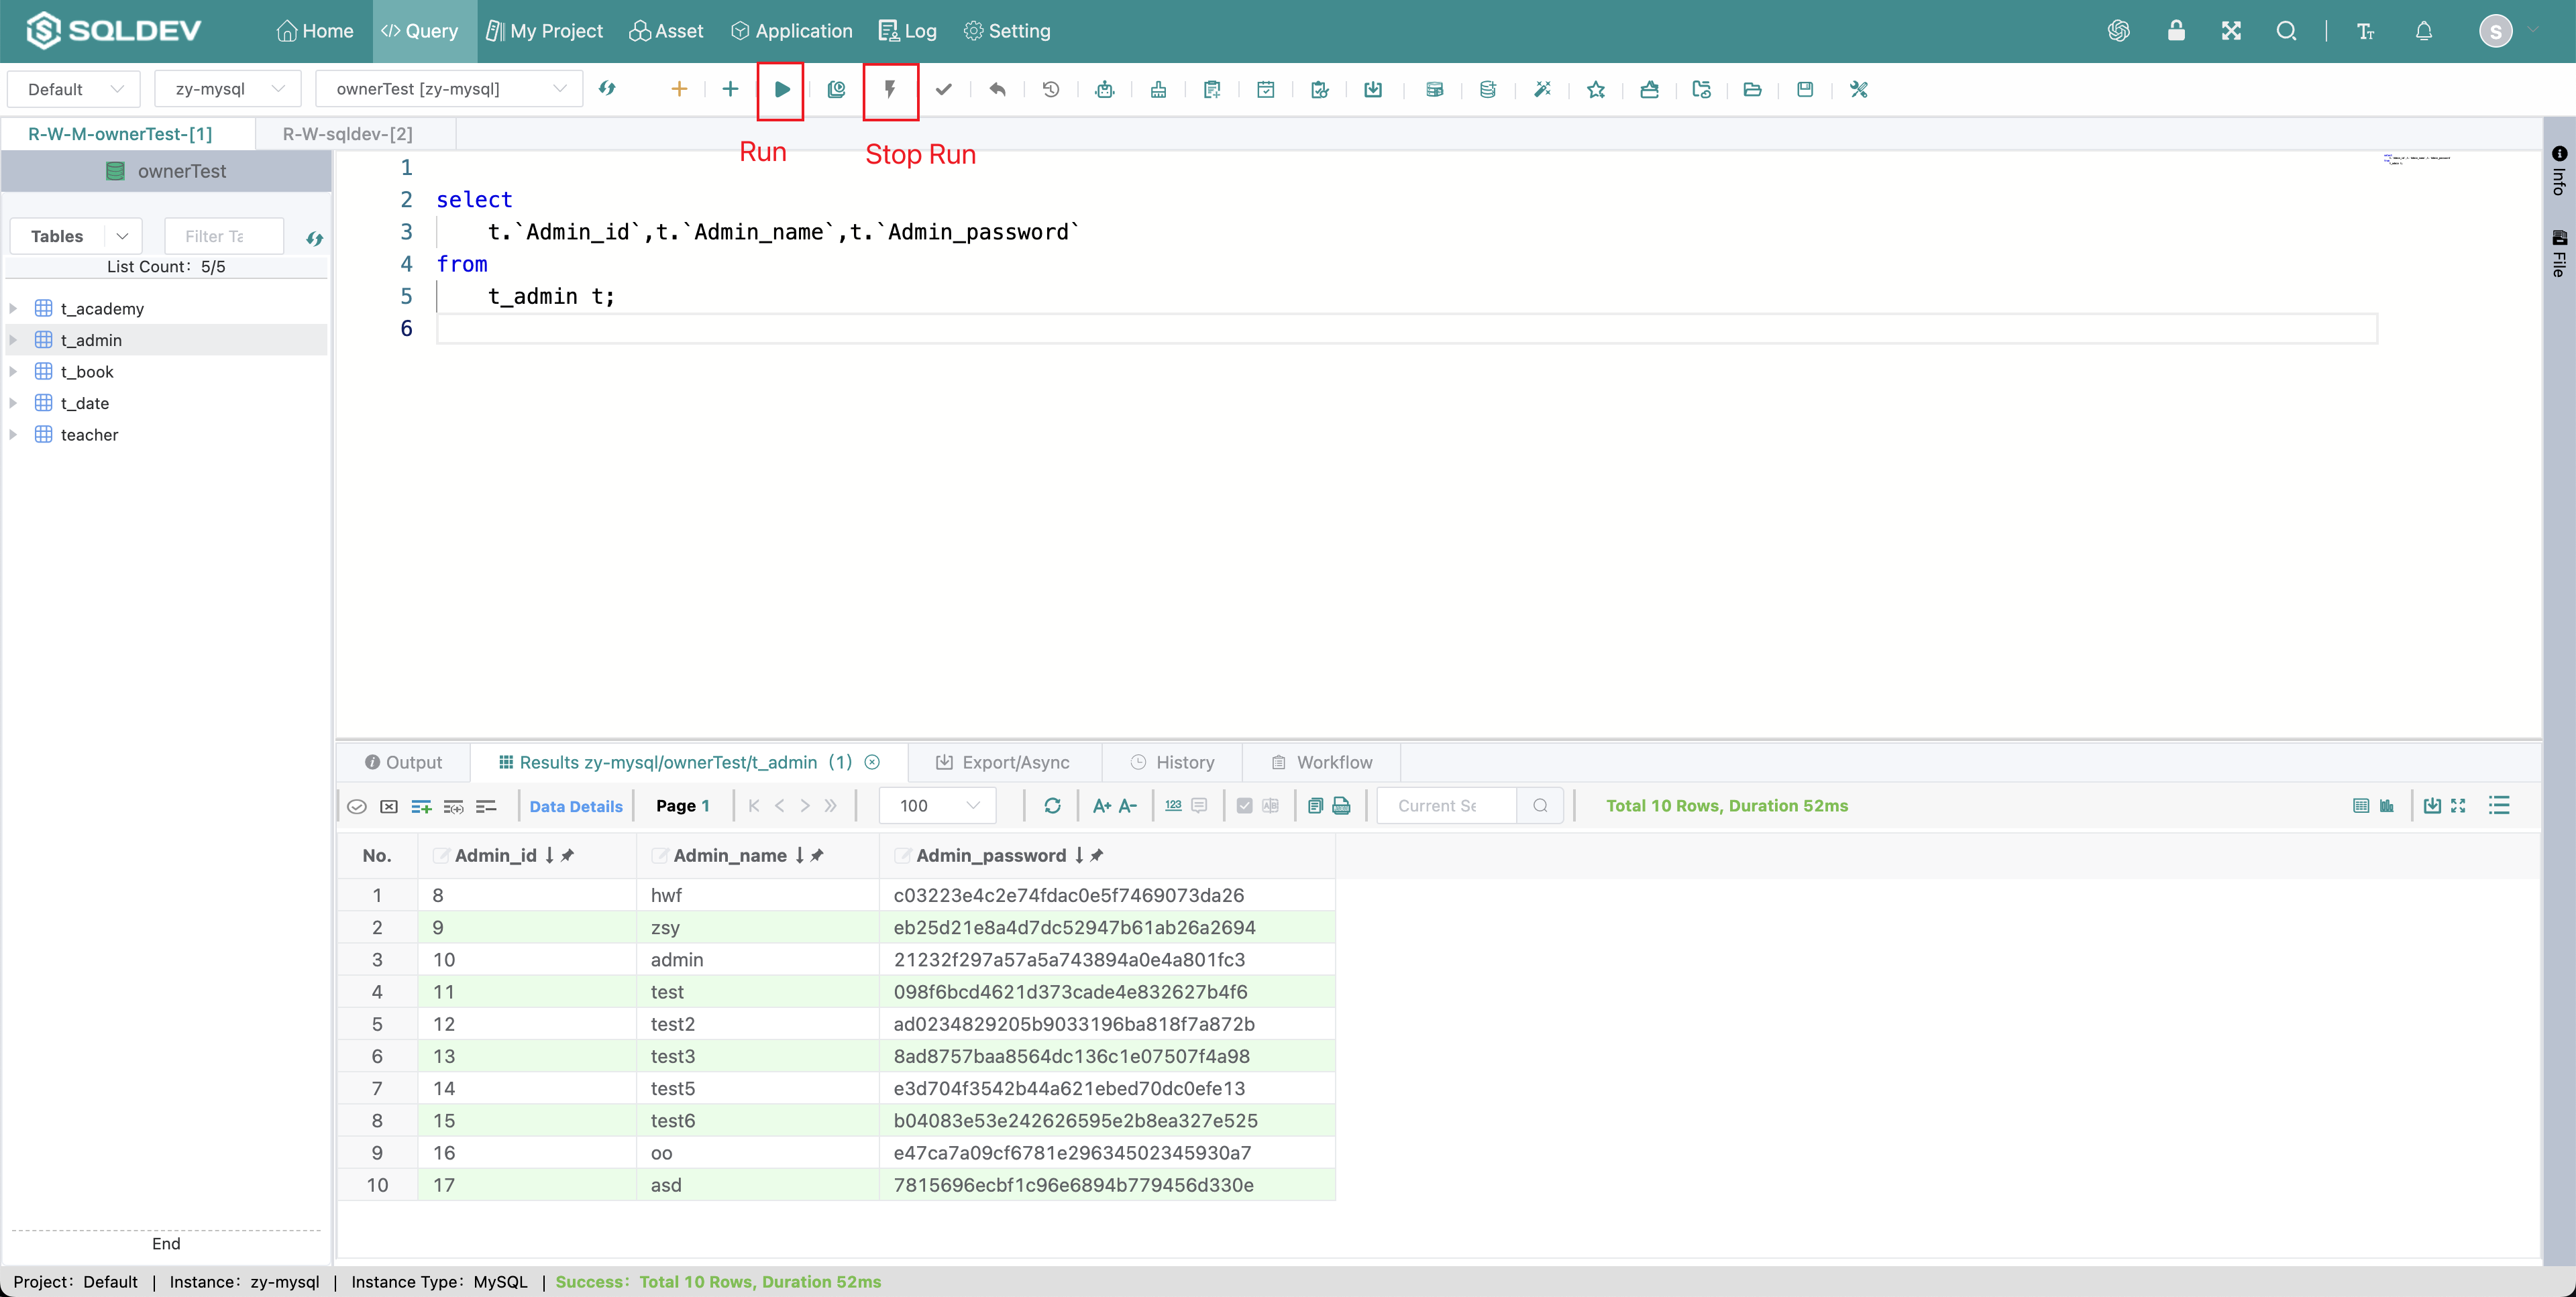 SQLDEV Home Query My Project Asset Application Log Setting S
Default zy-mysql ownerTest [zy-mysql]
Run Stop Run
R-W-M-ownerTest-[1] R-W-sqldev-[2]
ownerTest
Tables Filter Ta
List Count: 5/5
t_academy
t_admin
t_book
t_date
teacher
End
1
2 select
3 t.`Admin_id`,t.`Admin_name`,t.`Admin_password`
4 from
5 t_admin t;
6
Info
File
Output Results zy-mysql/ownerTest/t_admin (1) Export/Async History Workflow
Data Details Page 1 100 A+ A- 123 Current Se Total 10 Rows, Duration 52ms
No. Admin_id Admin_name Admin_password
1 8 hwf c03223e4c2e74fdac0e5f7469073da26
2 9 zsy eb25d21e8a4d7dc52947b61ab26a2694
3 10 admin 21232f297a57a5a743894a0e4a801fc3
4 11 test 098f6bcd4621d373cade4e832627b4f6
5 12 test2 ad0234829205b9033196ba818f7a872b
6 13 test3 8ad8757baa8564dc136c1e07507f4a98
7 14 test5 e3d704f3542b44a621ebed70dc0efe13
8 15 test6 b04083e53e242626595e2b8ea327e525
9 16 oo e47ca7a09cf6781e29634502345930a7
10 17 asd 7815696ecbf1c96e6894b779456d330e
Project: Default | Instance: zy-mysql | Instance Type: MySQL | Success: Total 10 Rows, Duration 52ms